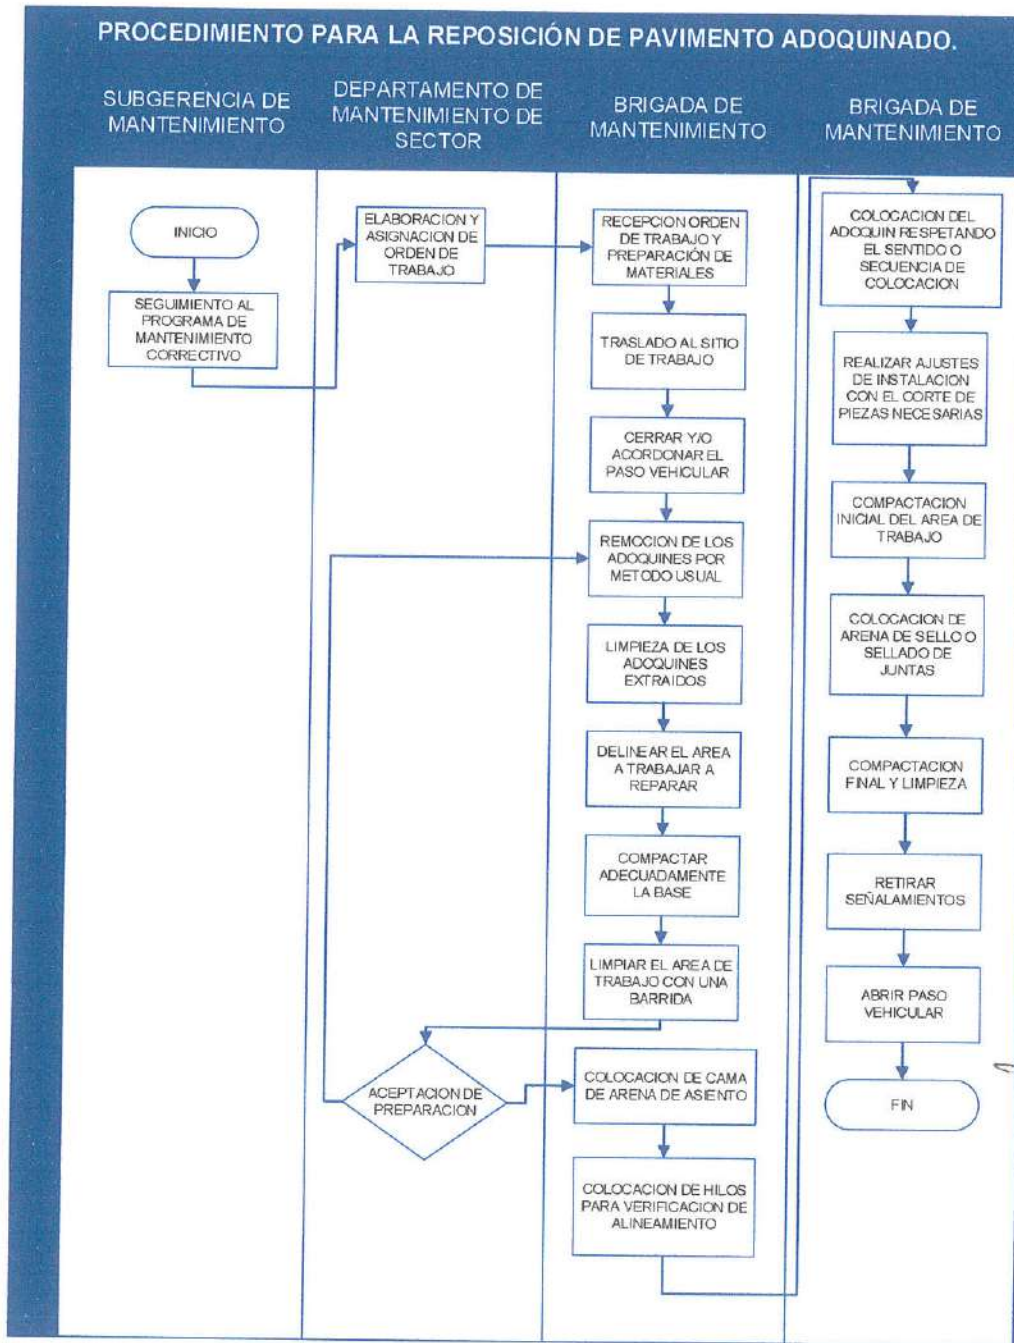 PROCEDIMIENTO PARA LA REPOSICIÓN DE PAVIMENTO ADOQUINADO.
SUBGERENCIA DE
MANTENIMIENTO
DEPARTAMENTO DE
MANTENIMIENTO DE
SECTOR
BRIGADA DE
MANTENIMIENTO
BRIGADA DE
MANTENIMIENTO
INICIO
SEGUIMIENTO AL
PROGRAMA DE
MANTENIMIENTO
CORRECTIVO
ELABORACION Y
ASIGNACION DE
ORDEN DE
TRABAJO
RECEPCION ORDEN
DE TRABAJO Y
PREPARACIÓN DE
MATERIALES
TRASLADO AL SITIO
DE TRABAJO
CERRAR Y/O
ACORDONAR EL
PASO VEHICULAR
REMOCION DE LOS
ADOQUINES POR
METODO USUAL
LIMPIEZA DE LOS
ADOQUINES
EXTRAIDOS
DELINEAR EL AREA
A TRABAJAR A
REPARAR
COMPACTAR
ADECUADAMENTE
LA BASE
LIMPIAR EL AREA DE
TRABAJO CON UNA
BARRIDA
ACEPTACION DE
PREPARACION
COLOCACION DE CAMA
DE ARENA DE ASIENTO
COLOCACION DE HILOS
PARA VERIFICACION DE
ALINEAMIENTO
COLOCACION DEL
ADOQUIN RESPETANDO
EL SENTIDO O
SECUENCIA DE
COLOCACION
REALIZAR AJUSTES
DE INSTALACION
CON EL CORTE DE
PIEZAS NECESARIAS
COMPACTACION
INICIAL DEL AREA DE
TRABAJO
COLOCACION DE
ARENA DE SELLO O
SELLADO DE
JUNTAS
COMPACTACION
FINAL Y LIMPIEZA
RETIRAR
SEÑALAMIENTOS
ABRIR PASO
VEHICULAR
FIN